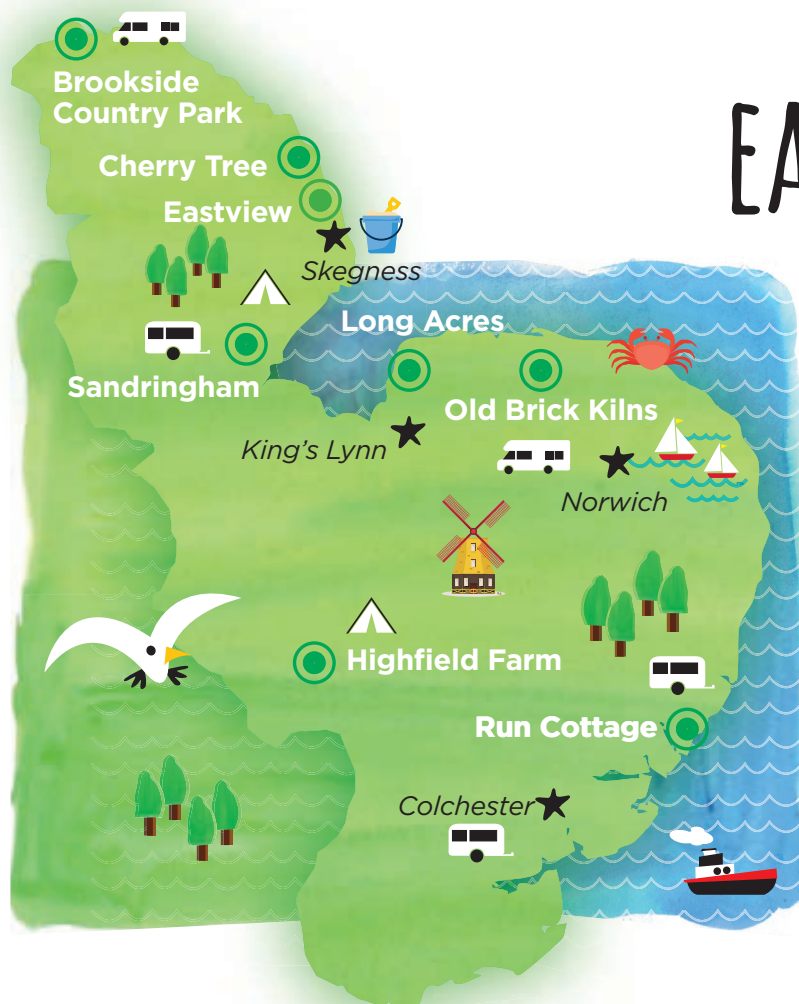 Brookside
Country Park
EA
Cherry Tree
Eastview
Skegness
Long Acres
Sandringham
Old Brick Kilns
King's Lynn
Norwich
Highfield Farm
Run Cottage
Colchester